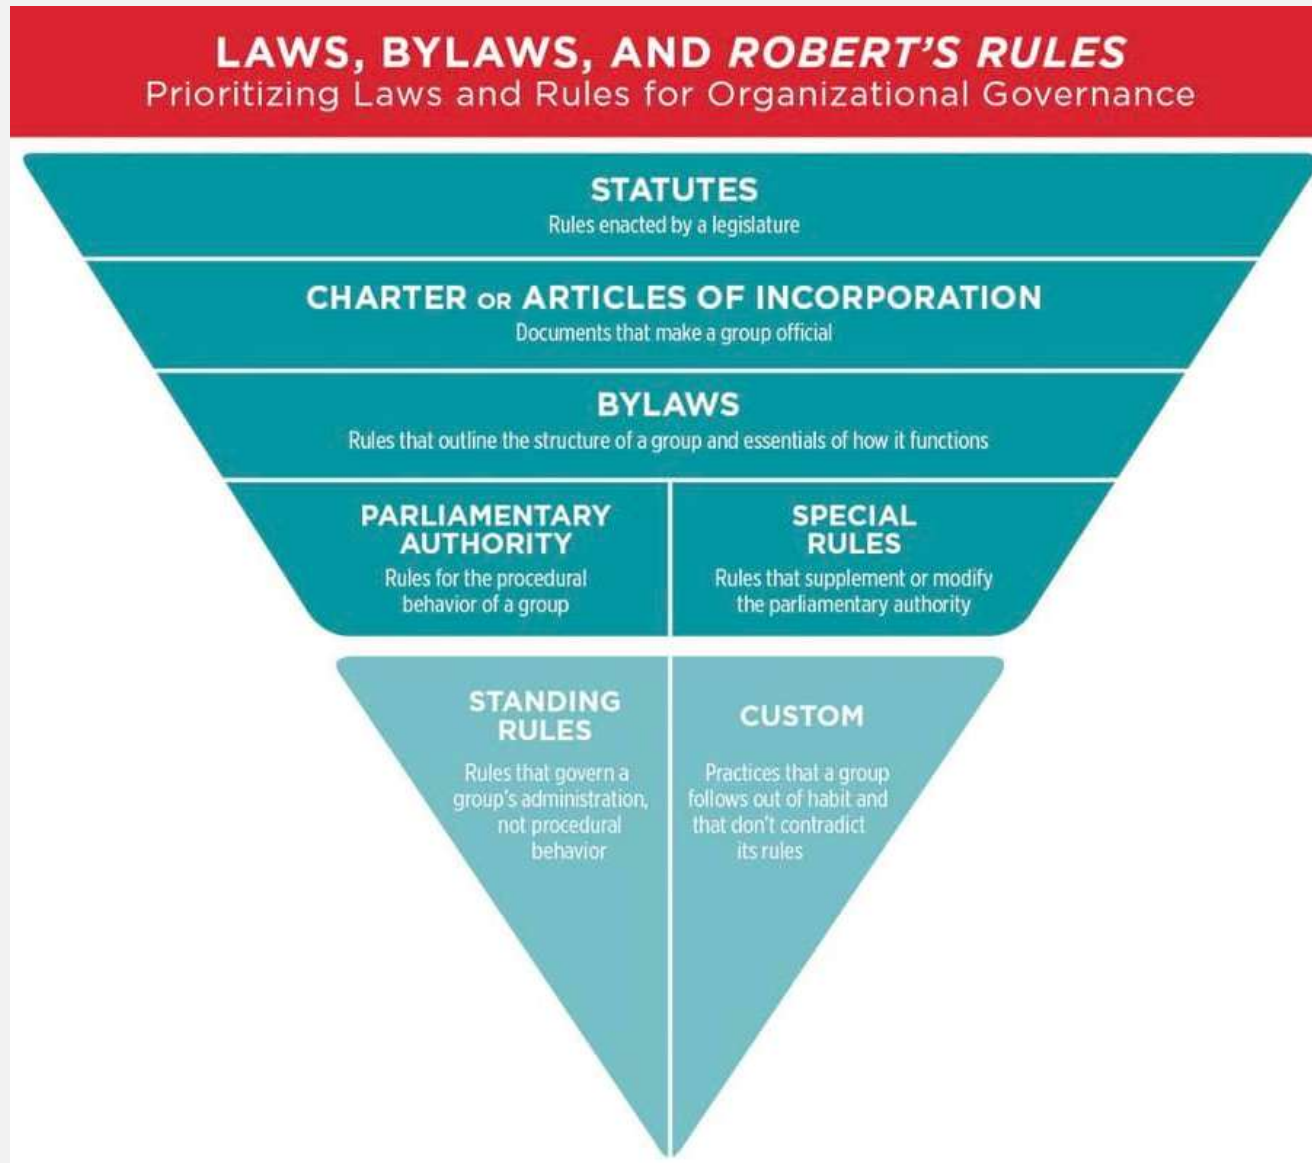 LAWS, BYLAWS, AND ROBERT'S RULES
Prioritizing Laws and Rules for Organizational Governance
STATUTES
Rules enacted by a legislature
CHARTER OR ARTICLES OF INCORPORATION
Documents that make a group official
BYLAWS
Rules that outline the structure of a group and essentials of how it functions
PARLIAMENTARY
AUTHORITY
Rules for the procedural
behavior of a group
SPECIAL
RULES
Rules that supplement or modify
the parliamentary authority
STANDING
RULES
Rules that govern a
group's administration,
not procedural
behavior
CUSTOM
Practices that a group
follows out of habit and
that don't contradict
its rules